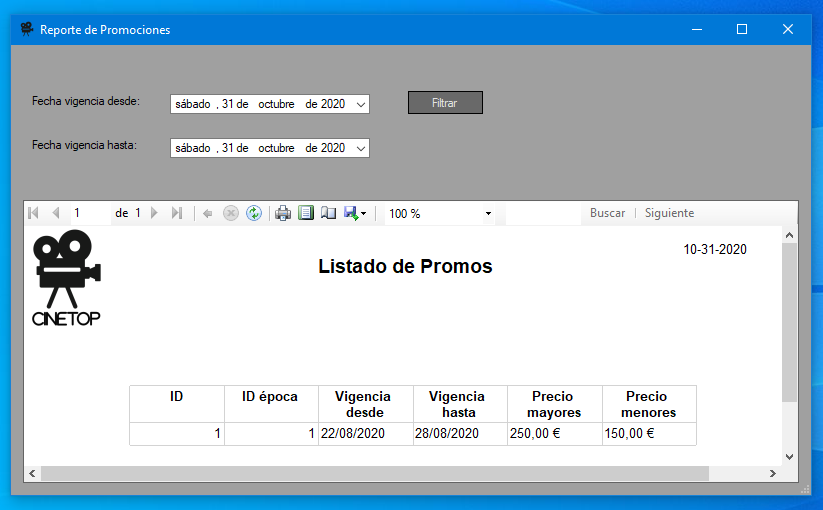 Reporte de Promociones
Fecha vigencia desde:
sábado , 31 de octubre de 2020
Filtrar
Fecha vigencia hasta:
sábado , 31 de octubre de 2020
1 de 1 100 % Buscar | Siguiente
10-31-2020
Listado de Promos
CINETOP
ID ID época Vigencia desde Vigencia hasta Precio mayores Precio menores
1 1 22/08/2020 28/08/2020 250,00 € 150,00 €